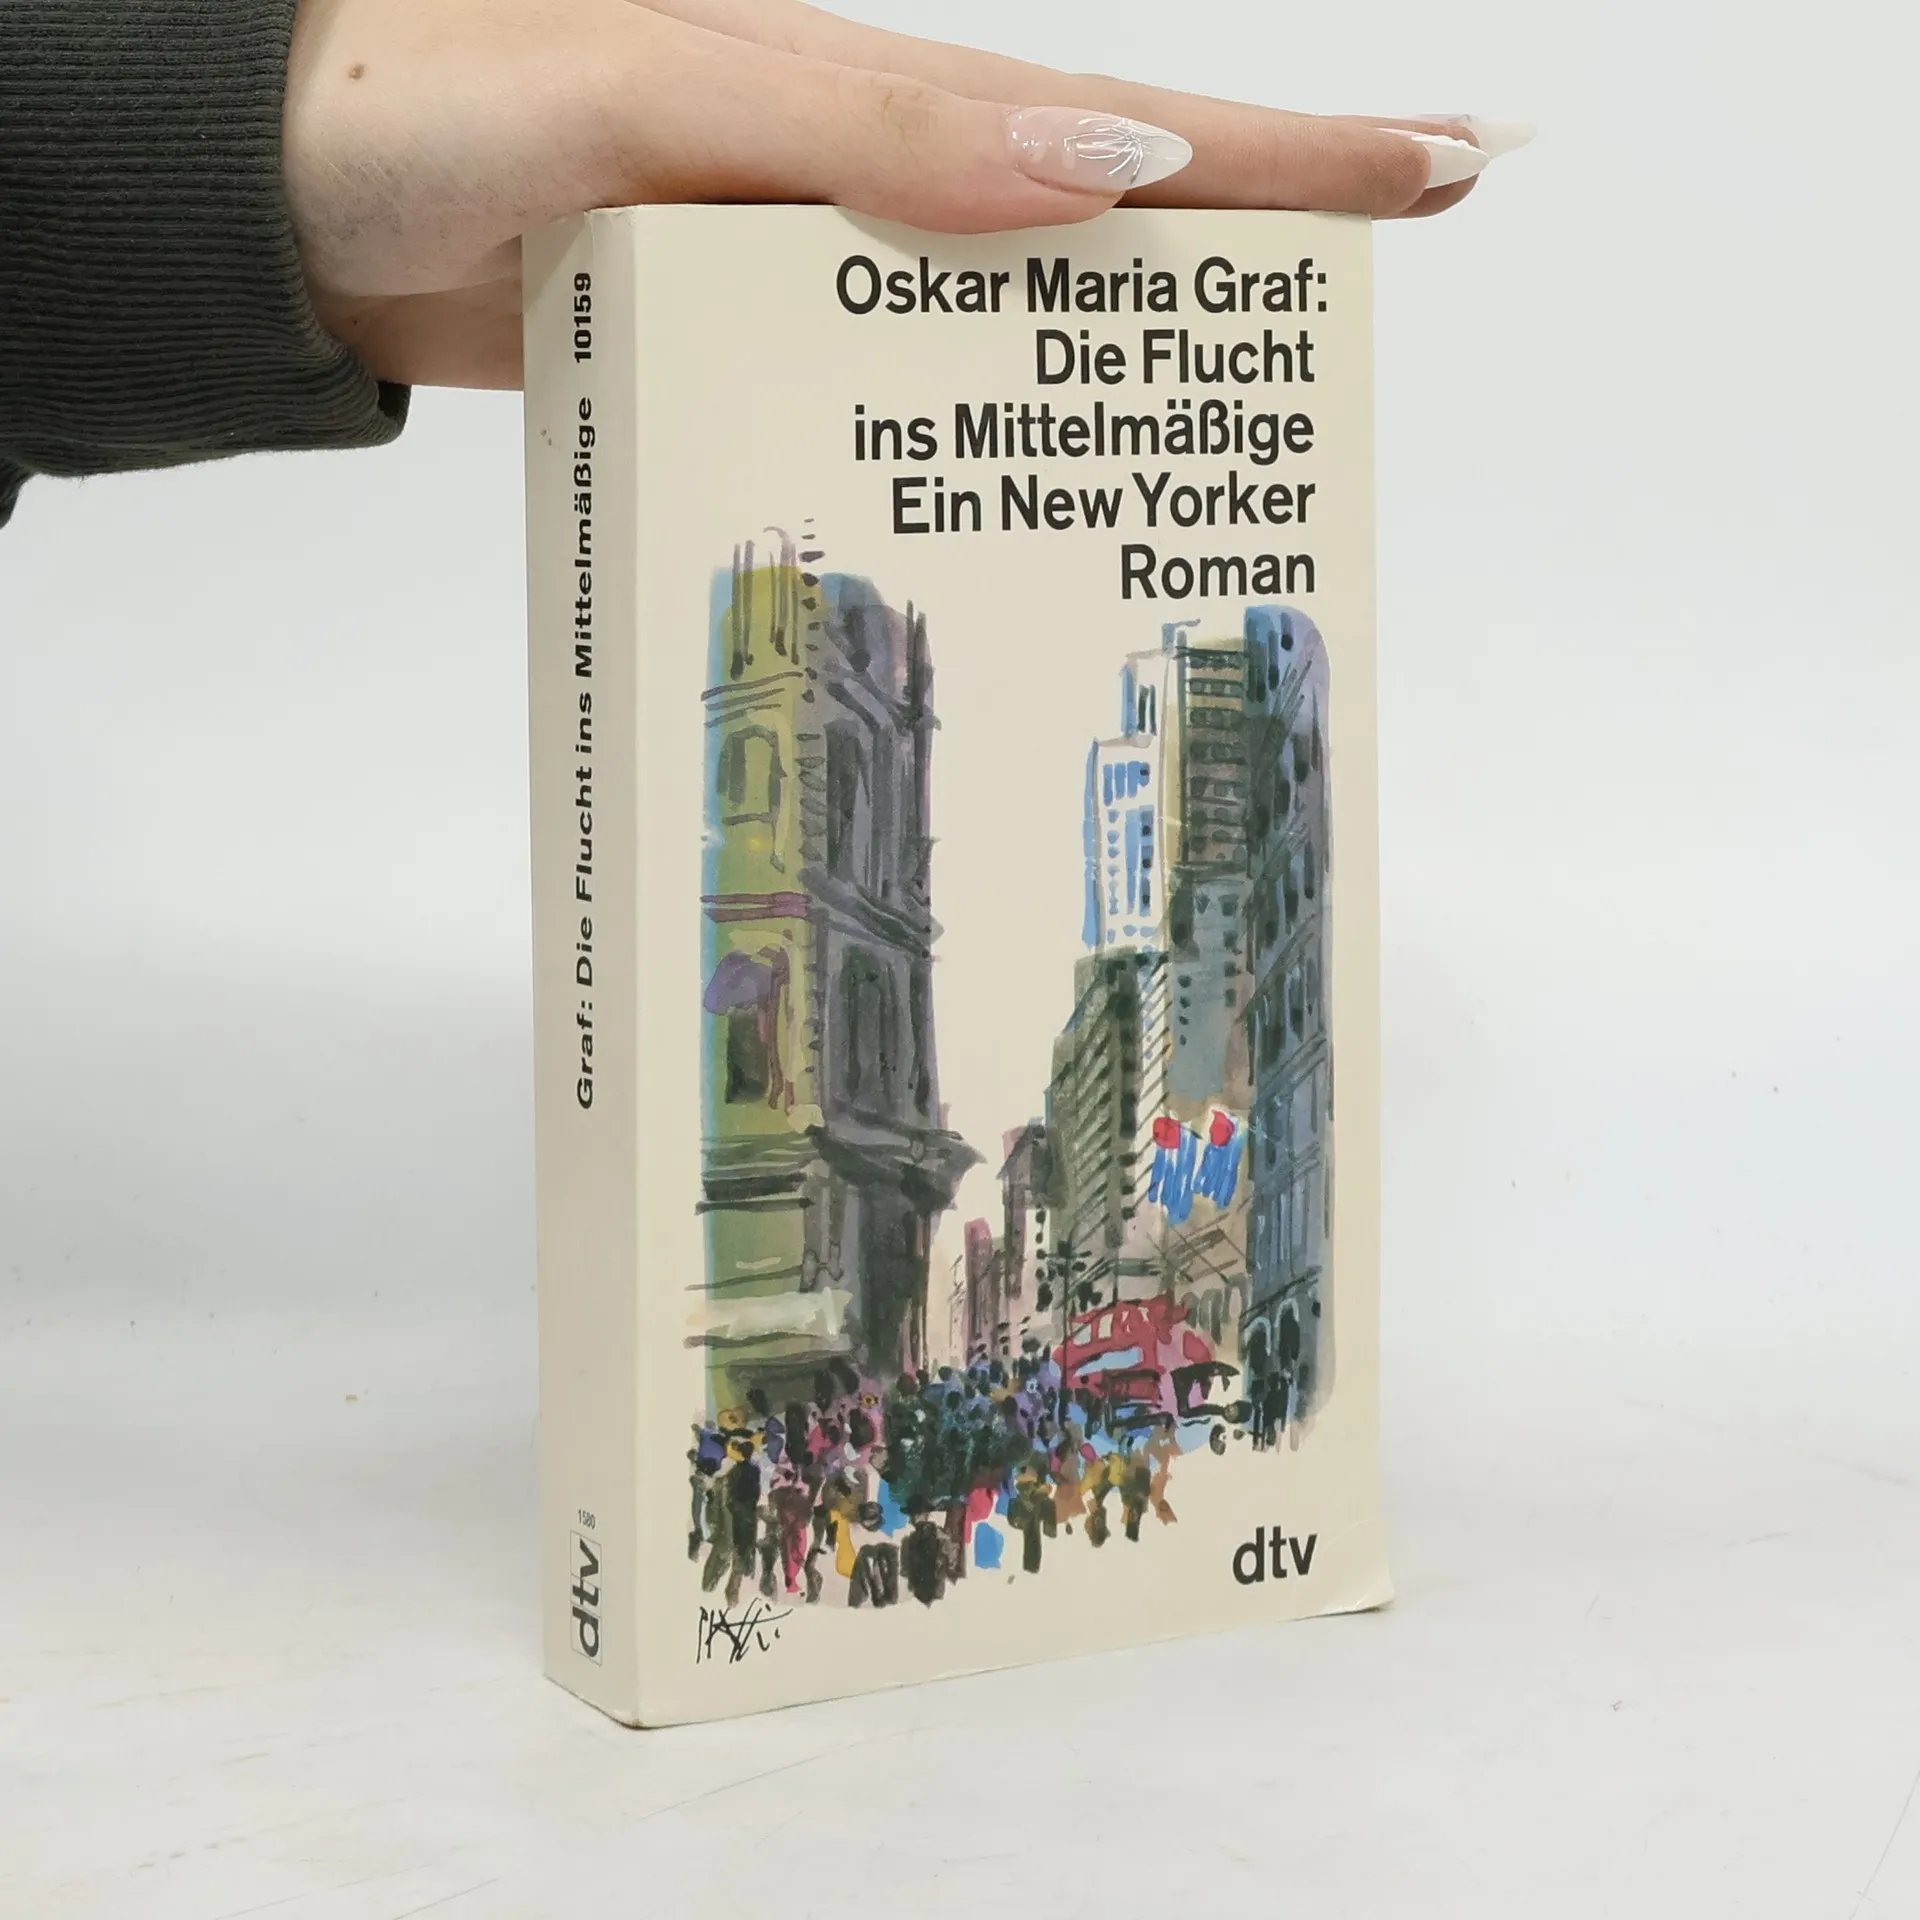 Oskar Maria Graf:
Die Flucht
ins Mittelmäßige
Ein New Yorker
Roman
dtv
Graf: Die Flucht ins Mittelmäßige 10159
1580
dtv